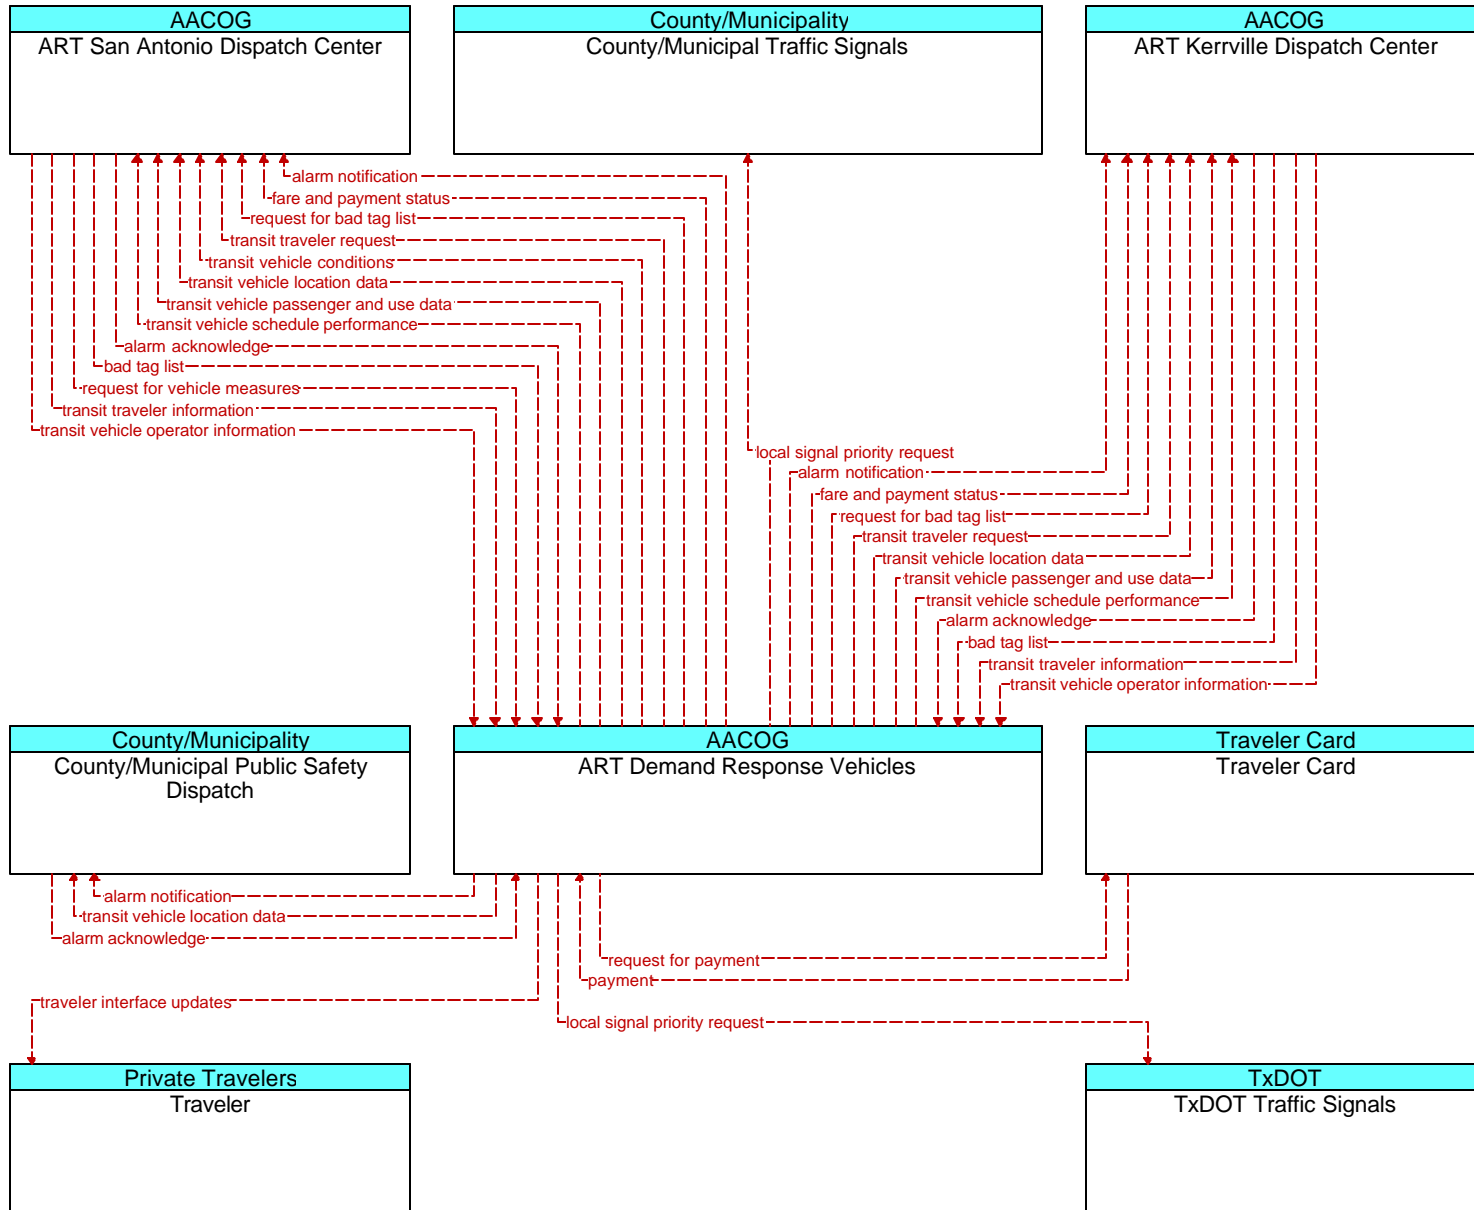 AACOG
ART San Antonio Dispatch Center
County/Municipality
County/Municipal Traffic Signals
AACOG
ART Kerrville Dispatch Center
alarm notification
fare and payment status
request for bad tag list
transit traveler request
transit vehicle conditions
transit vehicle location data
transit vehicle passenger and use data
transit vehicle schedule performance
alarm acknowledge
bad tag list
request for vehicle measures
transit traveler information
transit vehicle operator information
local signal priority request
alarm notification
fare and payment status
request for bad tag list
transit traveler request
transit vehicle location data
transit vehicle passenger and use data
transit vehicle schedule performance
alarm acknowledge
bad tag list
transit traveler information
transit vehicle operator information
County/Municipality
County/Municipal Public Safety
Dispatch
AACOG
ART Demand Response Vehicles
Traveler Card
Traveler Card
alarm notification
transit vehicle location data
alarm acknowledge
request for payment
payment
traveler interface updates
local signal priority request
Private Travelers
Traveler
TxDOT
TxDOT Traffic Signals